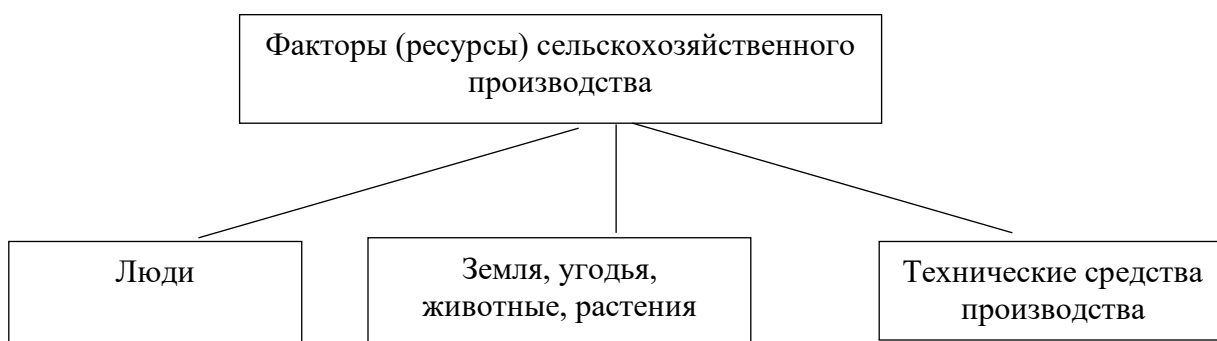 Факторы (ресурсы) сельскохозяйственного
производства
Люди
Земля, угодья,
животные, растения
Технические средства
производства